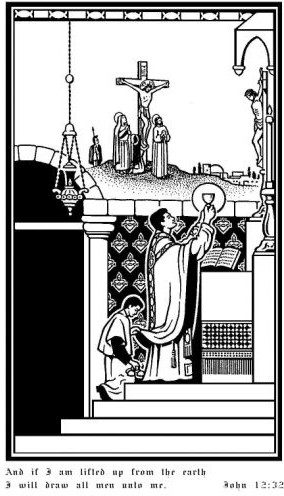 And if I am lifted up from the earth
I will draw all men unto me. John 12:32